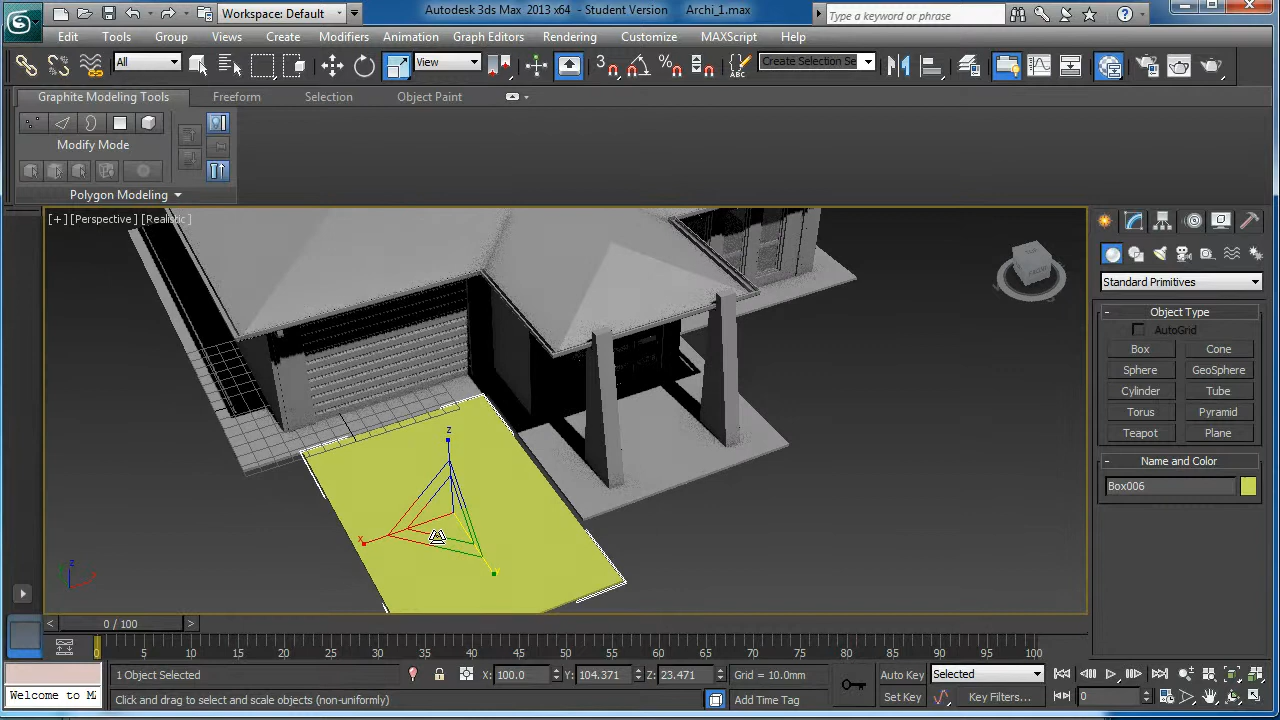 Workspace: Default
Autodesk 3ds Max 2013 x64 - Student Version Archi_1.max
Type a keyword or phrase
Edit Tools Group Views Create Modifiers Animation Graph Editors Rendering Customize MAXScript Help
All
View
3
Create Selection Se
ABC
Graphite Modeling Tools Freeform Selection Object Paint
Modify Mode
Polygon Modeling
[+][Perspective][Realistic]
Standard Primitives
- Object Type
AutoGrid
Box Cone
Sphere GeoSphere
Cylinder Tube
Torus Pyramid
Teapot Plane
- Name and Color
Box006
z
x
y
z
x
< 0 / 100 >
0 5 10 15 20 25 30 35 40 45 50 55 60 65 70 75 80 85 90 95 100
1 Object Selected
X: 100.0 Y: 104.371 Z: 23.471 Grid = 10.0mm
Auto Key Selected
Welcome to MA
Click and drag to select and scale objects (non-uniformly)
Add Time Tag
Set Key Key Filters... 0